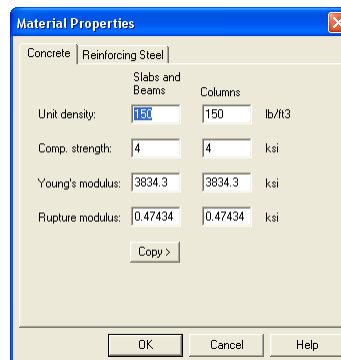 Material Properties
Concrete Reinforcing Steel
Slabs and
Beams Columns
Unit density: 150 150 lb/ft3
Comp. strength: 4 4 ksi
Young's modulus: 3834.3 3834.3 ksi
Rupture modulus: 0.47434 0.47434 ksi
Copy >
OK Cancel Help